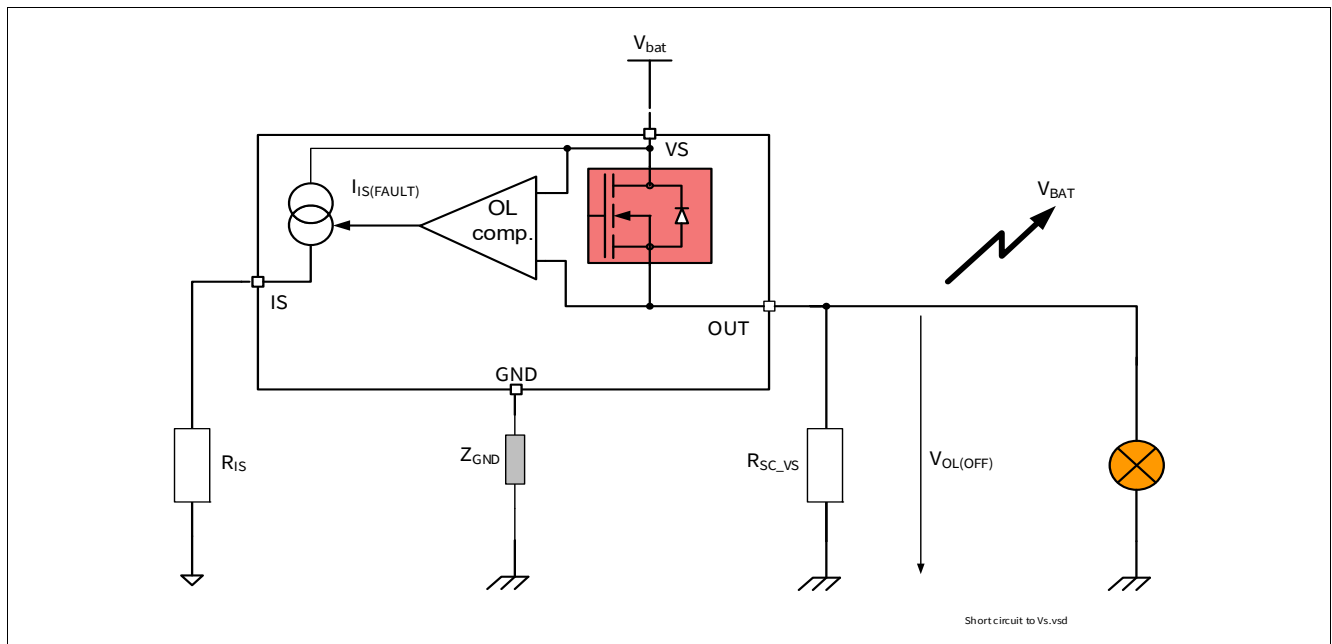 Vbat
VS
IIS(FAULT)
OL
comp.
VBAT
IS
OUT
GND
RIS
ZGND
RSC_VS
VOL(OFF)
Short circuit to Vs.vsd